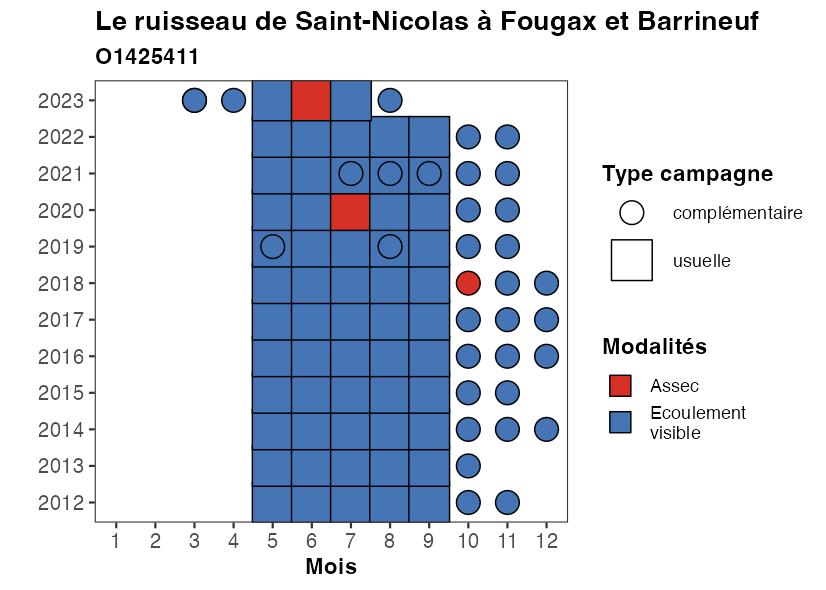 Le ruisseau de Saint-Nicolas à Fougax et Barrineuf
O1425411
2023
2022
2021
2020
2019
2018
2017
2016
2015
2014
2013
2012
1 2 3 4 5 6 7 8 9 10 11 12
Mois
Type campagne
complémentaire
usuelle
Modalités
Assec
Ecoulement
visible